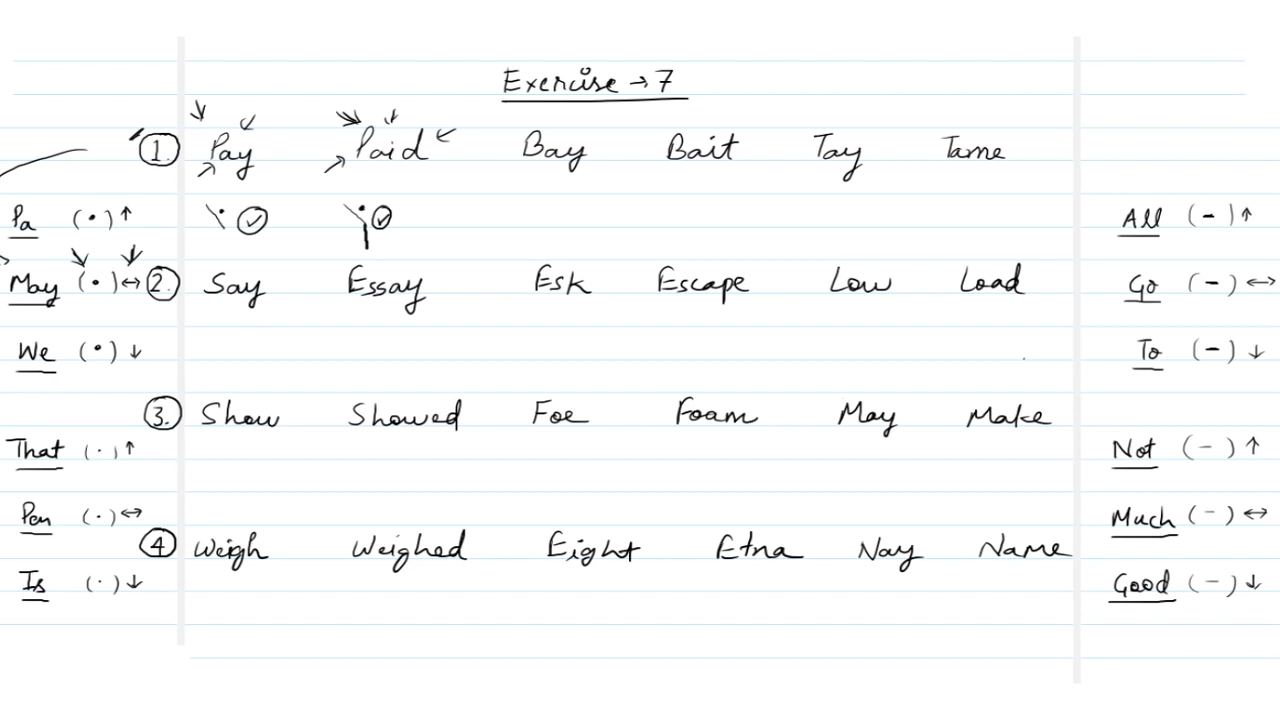 Exercise → 7
1. Pay Paid Bay Bait Tay Tame
Pa (•) ↑
All (-) ↑
May (•) ↔
2. Say Essay Esk Escape Low Load
Go (-) ↔
We (•) ↓
To (-) ↓
3. Show Showed Foe Foam May Make
That (·) ↑
Not (-) ↑
Pen (·) ↔
Much (-) ↔
4 Weigh Weighed Eight Etna Nay Name
Is (·) ↓
Good (-) ↓